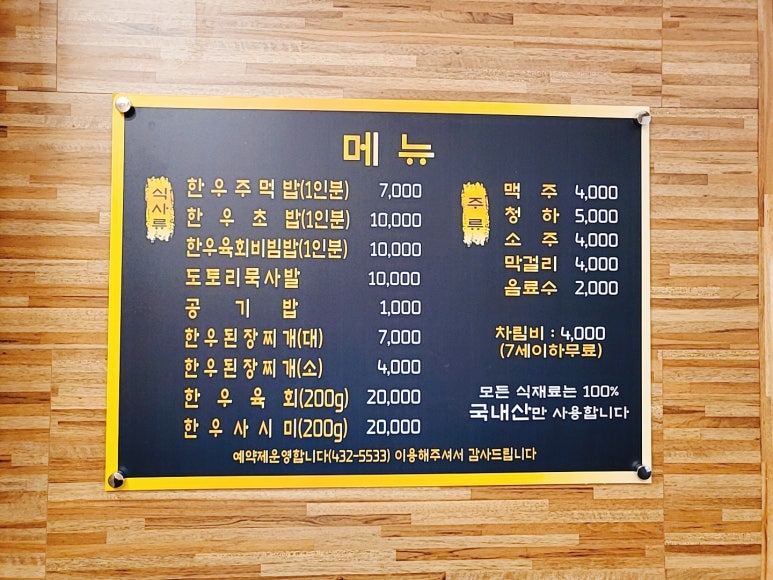 메뉴
식사류
한우주먹밥(1인분) 7,000
한우초밥(1인분) 10,000
한우육회비빔밥(1인분) 10,000
도토리묵사발 10,000
공기밥 1,000
한우된장찌개(대) 7,000
한우된장찌개(소) 4,000
한우육회(200g) 20,000
한우사시미(200g) 20,000
주류
맥주 4,000
청하 5,000
소주 4,000
막걸리 4,000
음료수 2,000
차림비 : 4,000
(7세이하무료)
모든 식재료는 100%
국내산만 사용합니다
예약제운영합니다(432-5533) 이용해주셔서 감사드립니다